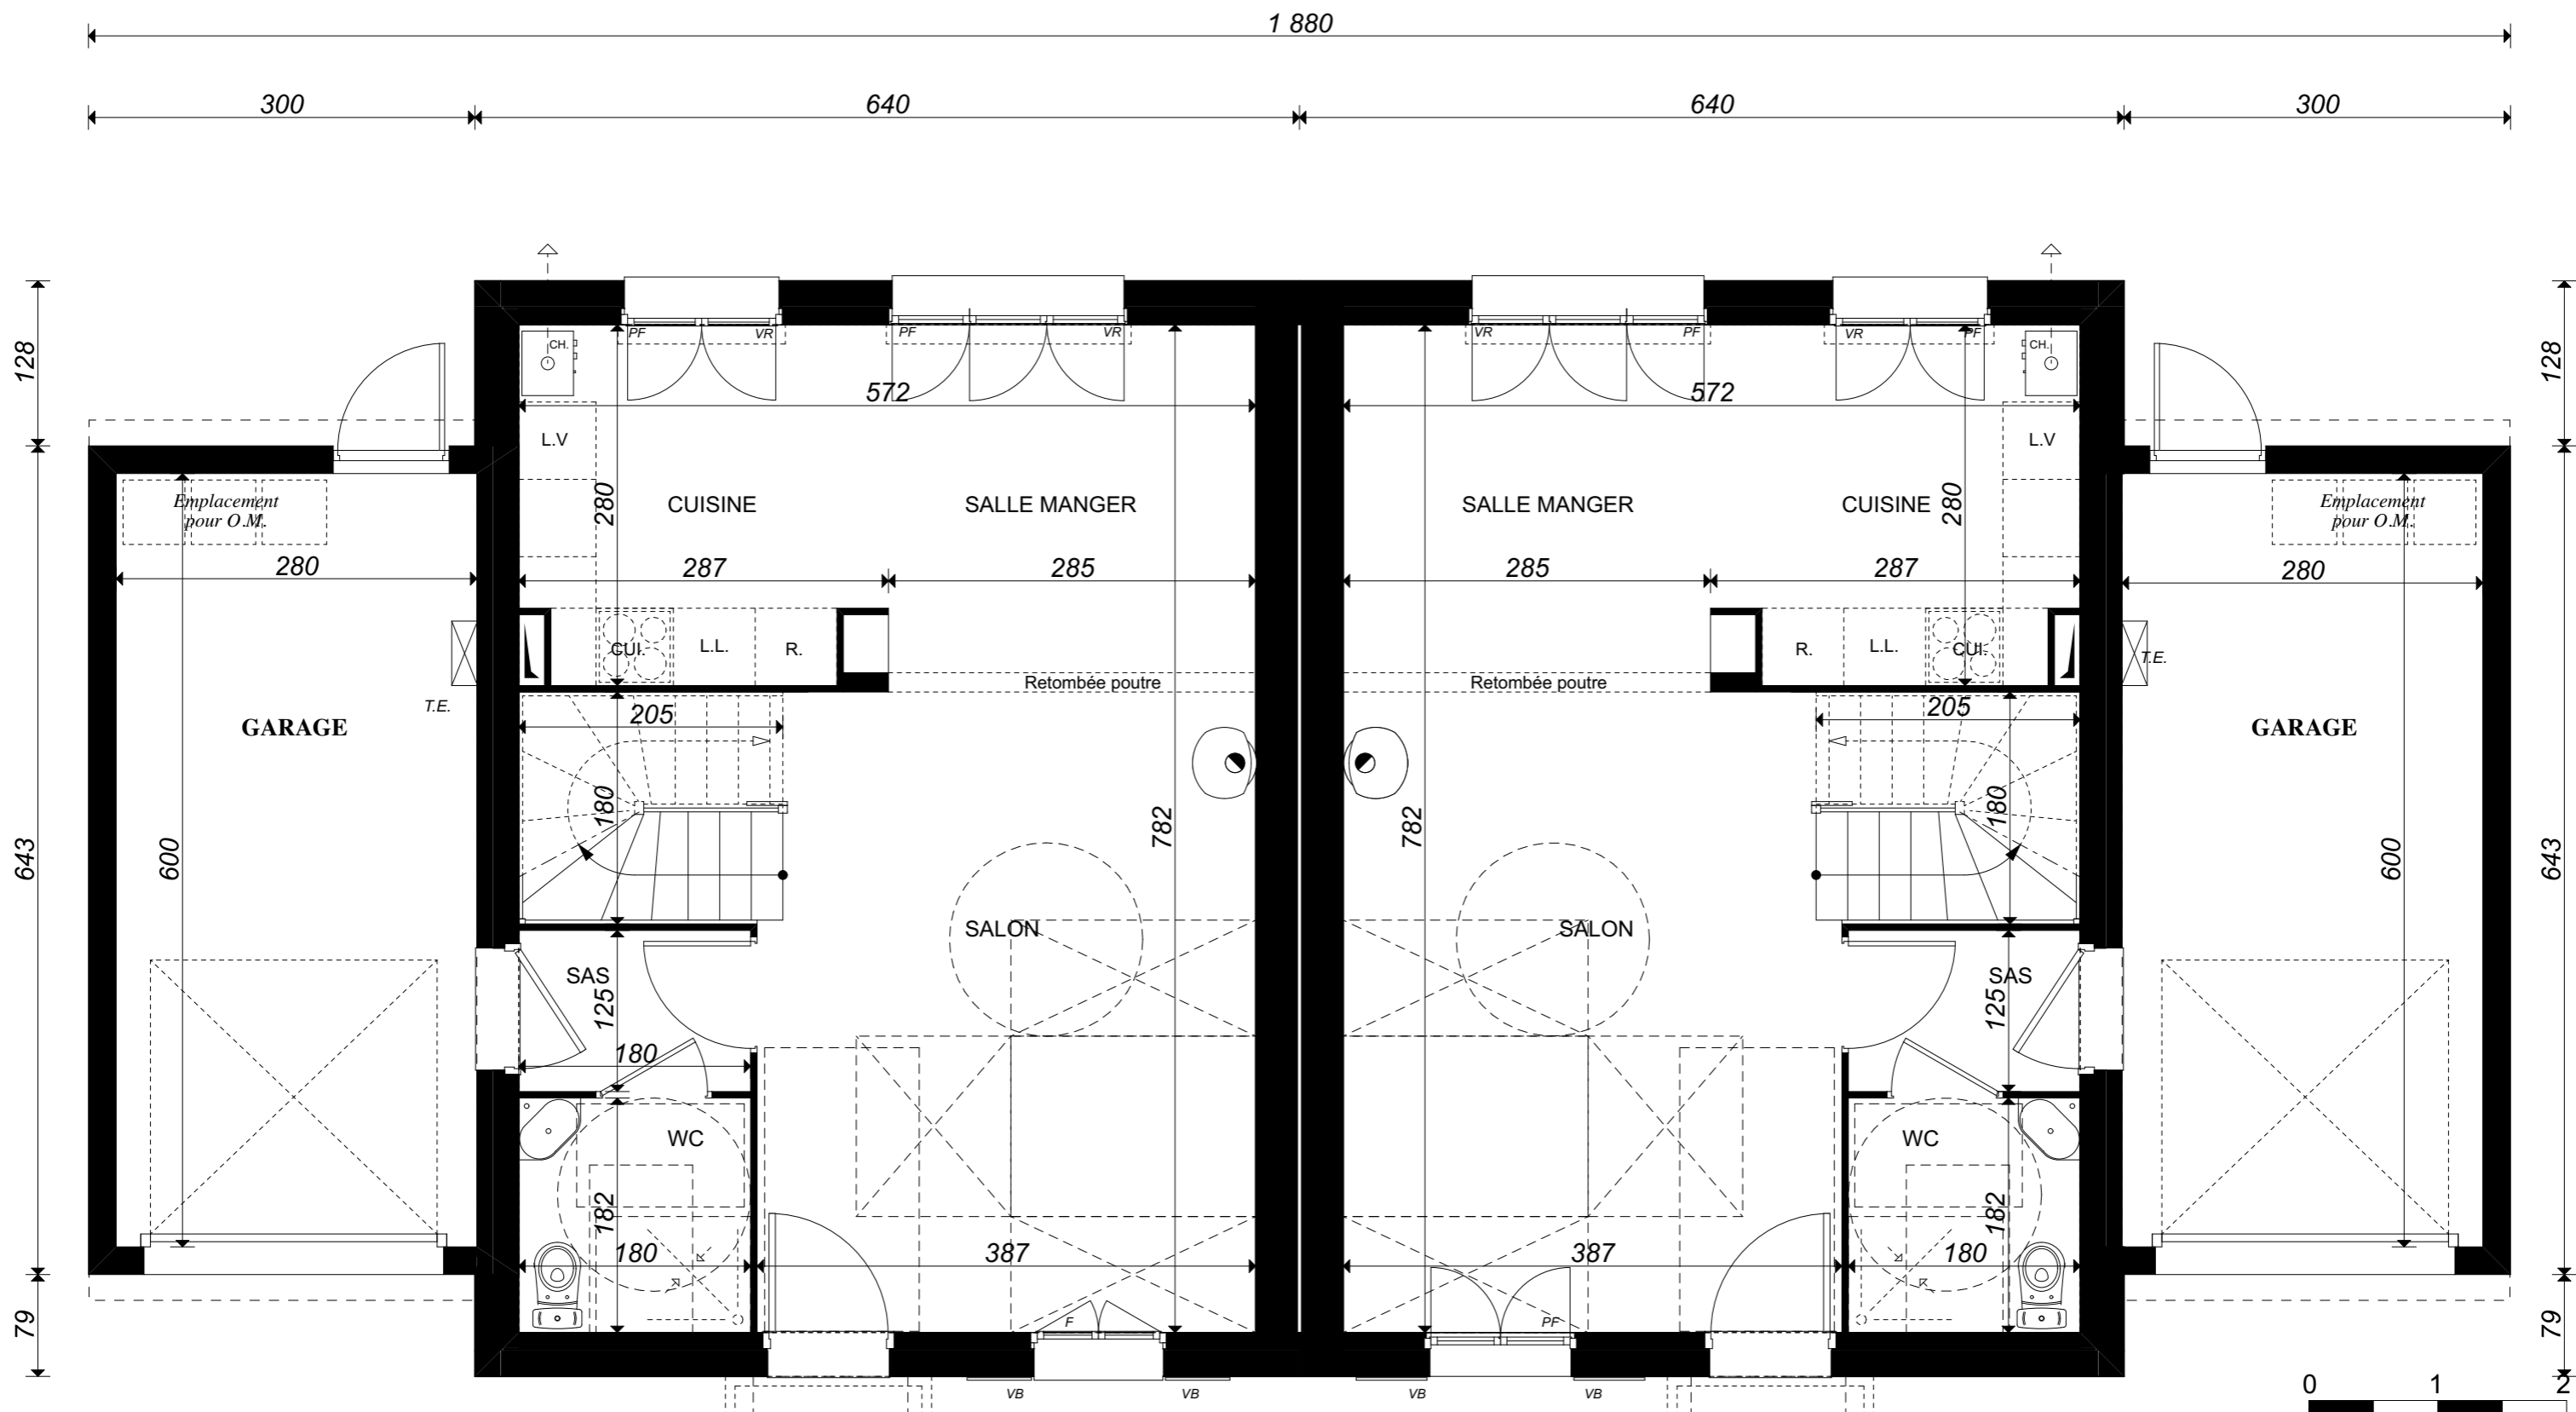 1 880
300 640 640 300
PF VR PF VR VR PF VR PF
CH. CH.
128 128
572 572
L.V L.V
Emplacement
pour O.M.
280 CUISINE SALLE MANGER SALLE MANGER CUISINE 280
Emplacement
pour O.M.
280 287 285 285 287 280
CUI. L.L. R. R. L.L. CUI.
T.E. T.E.
Retombée poutre Retombée poutre
205 205
GARAGE GARAGE
180 782 782 180
643 600 600 643
SALON SALON
SAS SAS
125 125
180
WC WC
182 182
180 387 387 180
79 F PF 79
VB VB VB VB
0 1 2